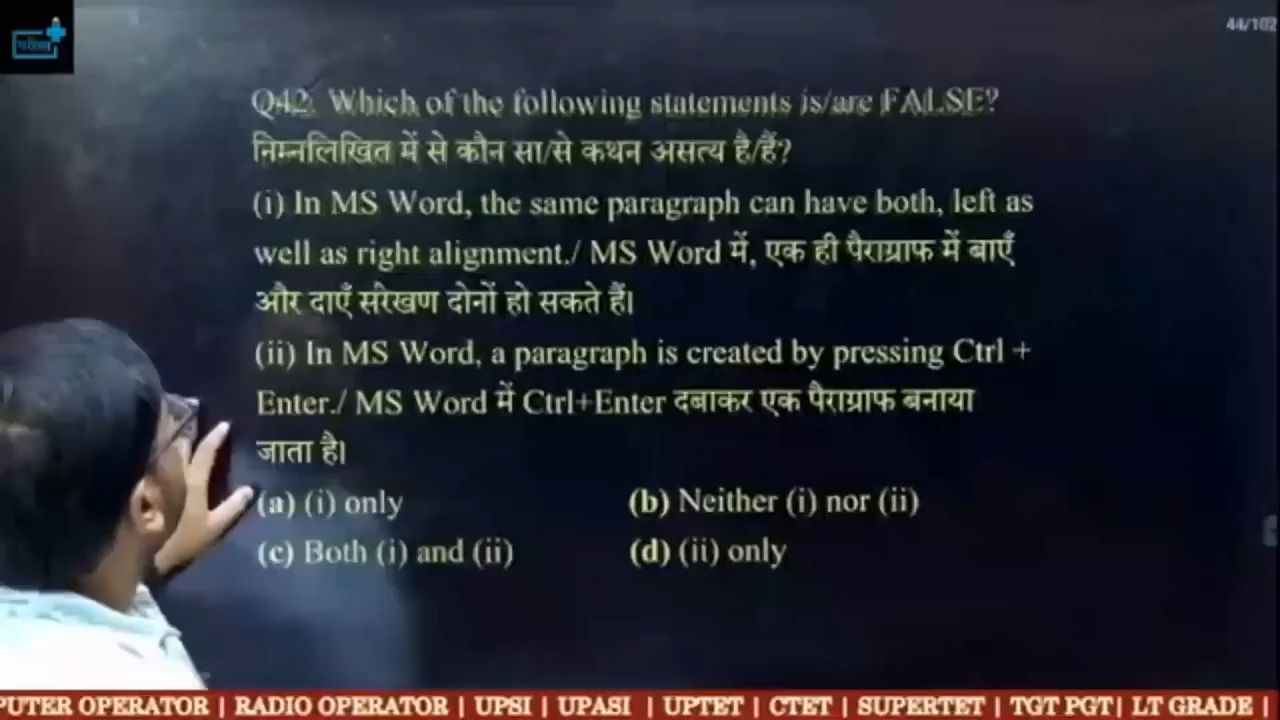 परीक्षा
44/102
Q42. Which of the following statements is/are FALSE?
निम्नलिखित में से कौन सा/से कथन असत्य है/हैं?
(i) In MS Word, the same paragraph can have both, left as
well as right alignment./ MS Word में, एक ही पैराग्राफ में बाएँ
और दाएँ संरेखण दोनों हो सकते हैं।
(ii) In MS Word, a paragraph is created by pressing Ctrl +
Enter./ MS Word में Ctrl+Enter दबाकर एक पैराग्राफ बनाया
जाता है।
(a) (i) only (b) Neither (i) nor (ii)
(c) Both (i) and (ii) (d) (ii) only
PUTER OPERATOR | RADIO OPERATOR | UPSI | UPASI | UPTET | CTET | SUPERTET | TGT PGT| LT GRADE |